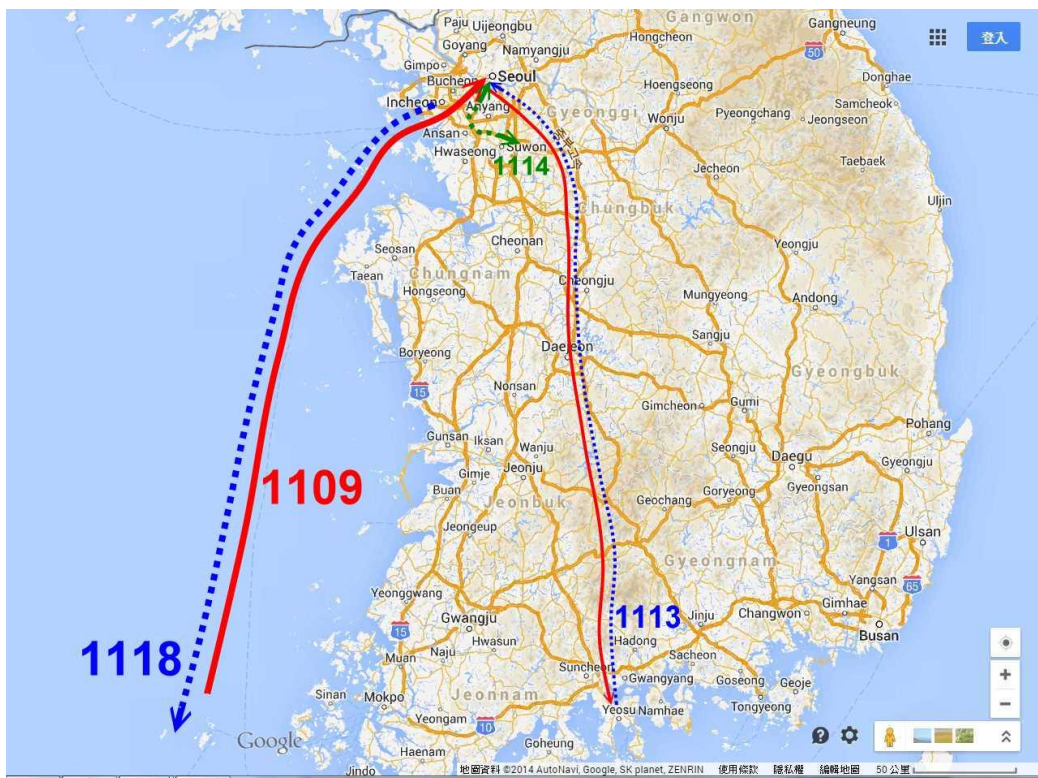 Paju Uijeongbu
Gangwon
Gangneung
Goyang
Namyangju
Hongcheon
50
登入
Gimpo
Bucheon
Seoul
Hoengseong
Donghae
Incheon
Anyang
Gyeonggi
Wonju
Pyeongchang
Samcheok
Jeongseon
Ansan
Hwaseong
Suwon
1114
Jecheon
Taebaek
Chungbuk
Uljin
Seosan
Cheonan
Yeongju
Taean
Chungnam
Hongseong
Cheongju
Mungyeong
Andong
Boryeong
Daejeon
Sangju
Gyeongbuk
15
Nonsan
Gimcheon
Gumi
Gunsan
Iksan
Wanju
Seongju
Pohang
1109
Gimje
Jeonju
Daegu
Gyeongju
Buan
Jeonbuk
Geochang
Goryeong
Gyeongsan
Jeongeup
Ulsan
1
Gyeongnam
Yeonggwang
Yangsan
65
1113
Jinju
Changwon
Gimhae
Gwangju
15
Hwasun
Hadong
Busan
1118
Muan
Naju
Suncheon
Sacheon
Gwangyang
Goseong
Geoje
Sinan
Mokpo
Jeonnam
Yeosu
Namhae
Tongyeong
Yeongam
10
Google
Goheung
Haenam
Jindo
地圖資料 ©2014 AutoNavi, Google, SK planet, ZENRIN 使用條款 隱私權 編輯地圖 50 公里